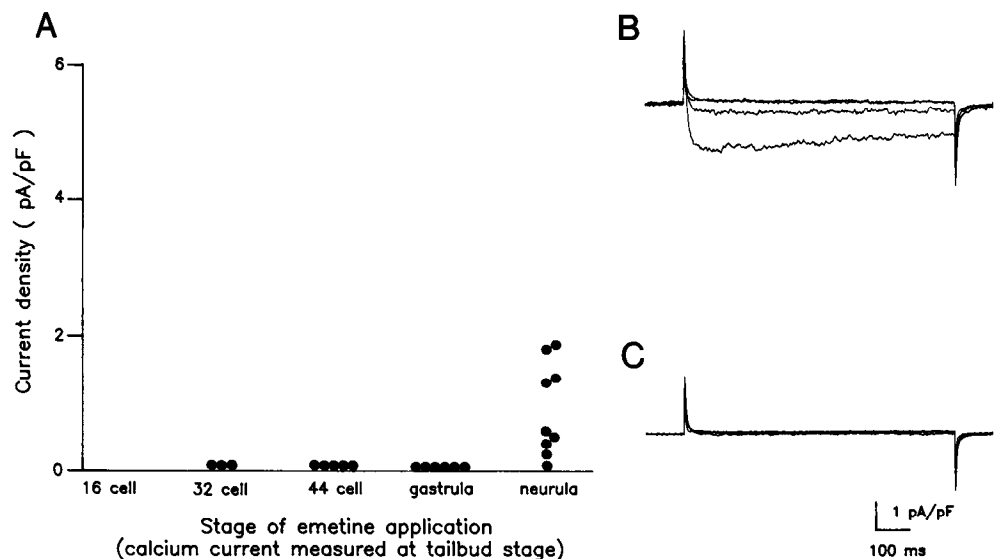 A
6
4
2
0
Current density ( pA/pF )
16 cell 32 cell 44 cell gastrula neurula
Stage of emetine application
(calcium current measured at tailbud stage)
B
C
1 pA/pF
100 ms